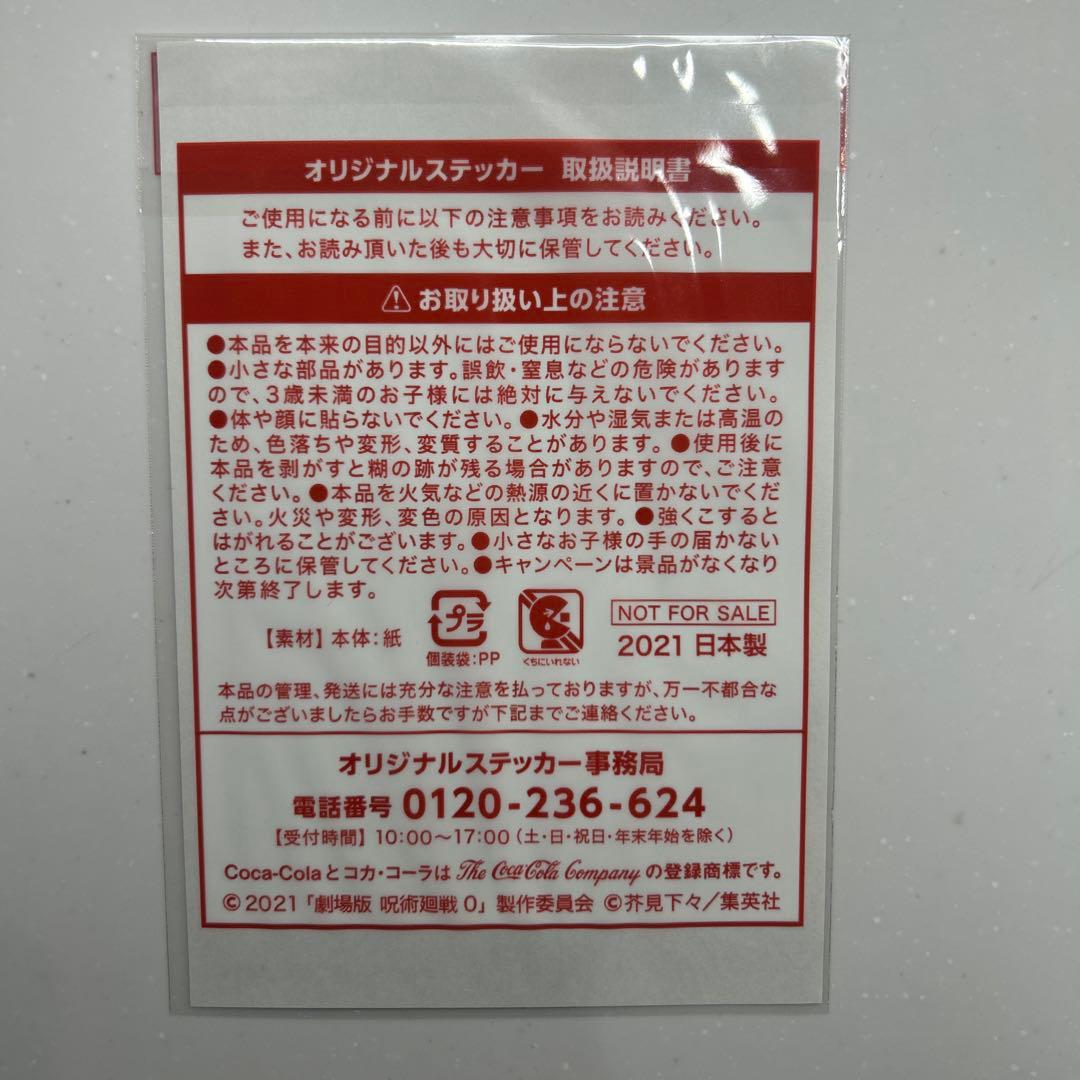 オリジナルステッカー 取扱説明書
ご使用になる前に以下の注意事項をお読みください。
また、お読み頂いた後も大切に保管してください。
お取り扱い上の注意
●本品を本来の目的以外にはご使用にならないでください。
●小さな部品があります。誤飲・窒息などの危険があります
ので、3歳未満のお子様には絶対に与えないでください。
●体や顔に貼らないでください。●水分や湿気または高温の
ため、色落ちや変形、変質することがあります。●使用後に
本品を剥がすと糊の跡が残る場合がありますので、ご注意
ください。●本品を火気などの熱源の近くに置かないでくだ
さい。火災や変形、変色の原因となります。●強くこすると
はがれることがございます。●小さなお子様の手の届かない
ところに保管してください。●キャンペーンは景品がなくなり
次第終了します。
【素材】本体:紙
プラ
個装袋:PP
くちにいれない
NOT FOR SALE
2021 日本製
本品の管理、発送には充分な注意を払っておりますが、万一不都合な
点がございましたらお手数ですが下記までご連絡ください。
オリジナルステッカー事務局
電話番号 0120-236-624
【受付時間】10:00〜17:00(土・日・祝日・年末年始を除く)
Coca-Colaとコカ・コーラは The Coca-Cola Company の登録商標です。
©2021「劇場版 呪術廻戦 0」製作委員会 ©芥見下々/集英社